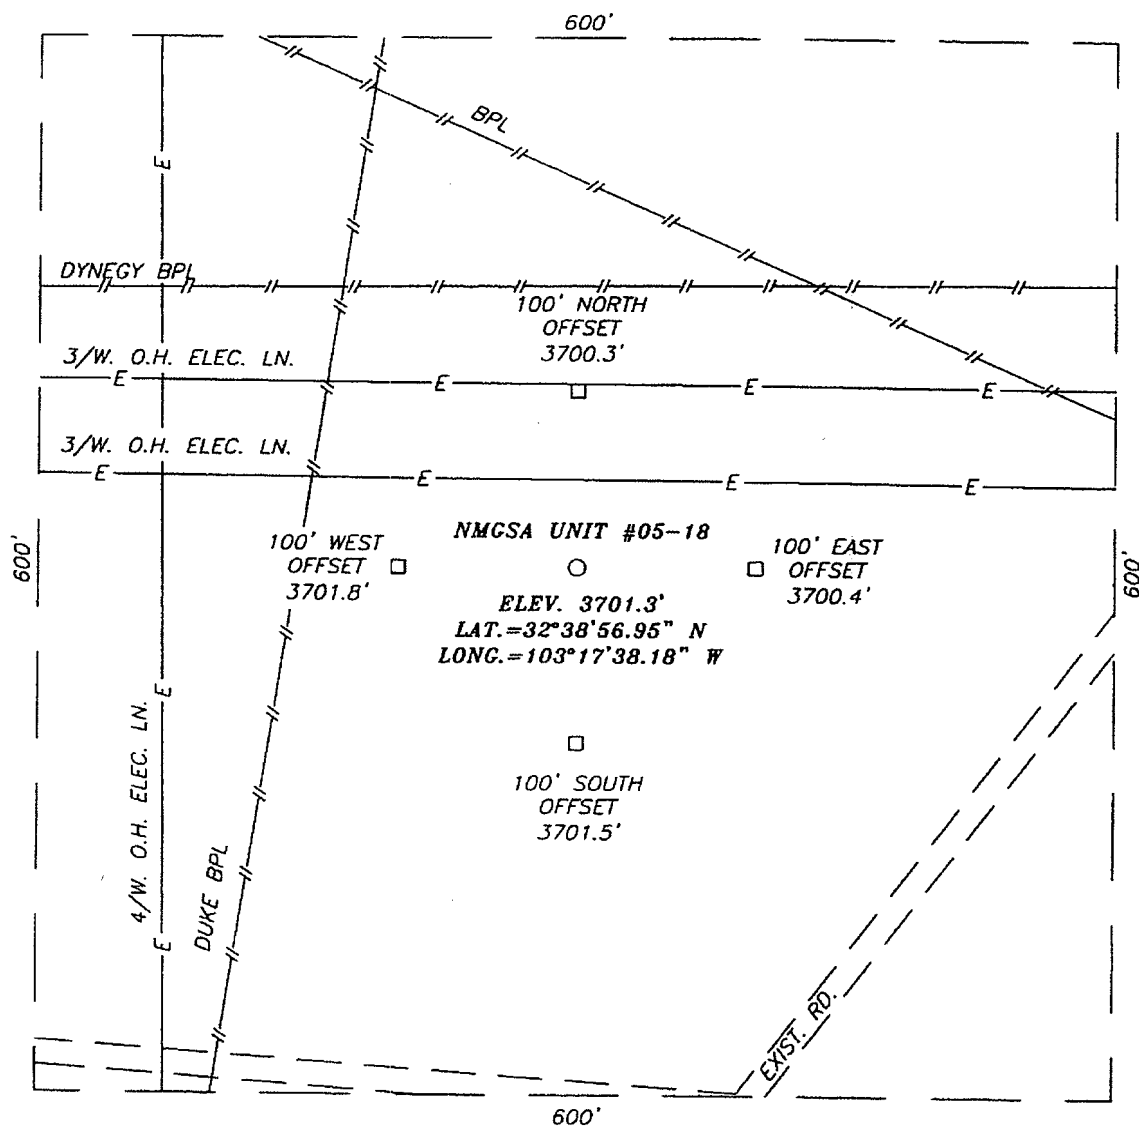 600'
BPL
DYNEGY BPL
100' NORTH
OFFSET
3700.3'
3/W. O.H. ELEC. LN.
E
E
E
E
E
3/W. O.H. ELEC. LN.
E
E
E
E
NMGSA UNIT #05-18
100' WEST
OFFSET
3701.8'
100' EAST
OFFSET
3700.4'
600'
600'
ELEV. 3701.3'
LAT.=32°38'56.95" N
LONG.=103°17'38.18" W
E
4/W. O.H. ELEC. LN.
100' SOUTH
OFFSET
3701.5'
DUKE BPL
E
EXIST. RD.
600'